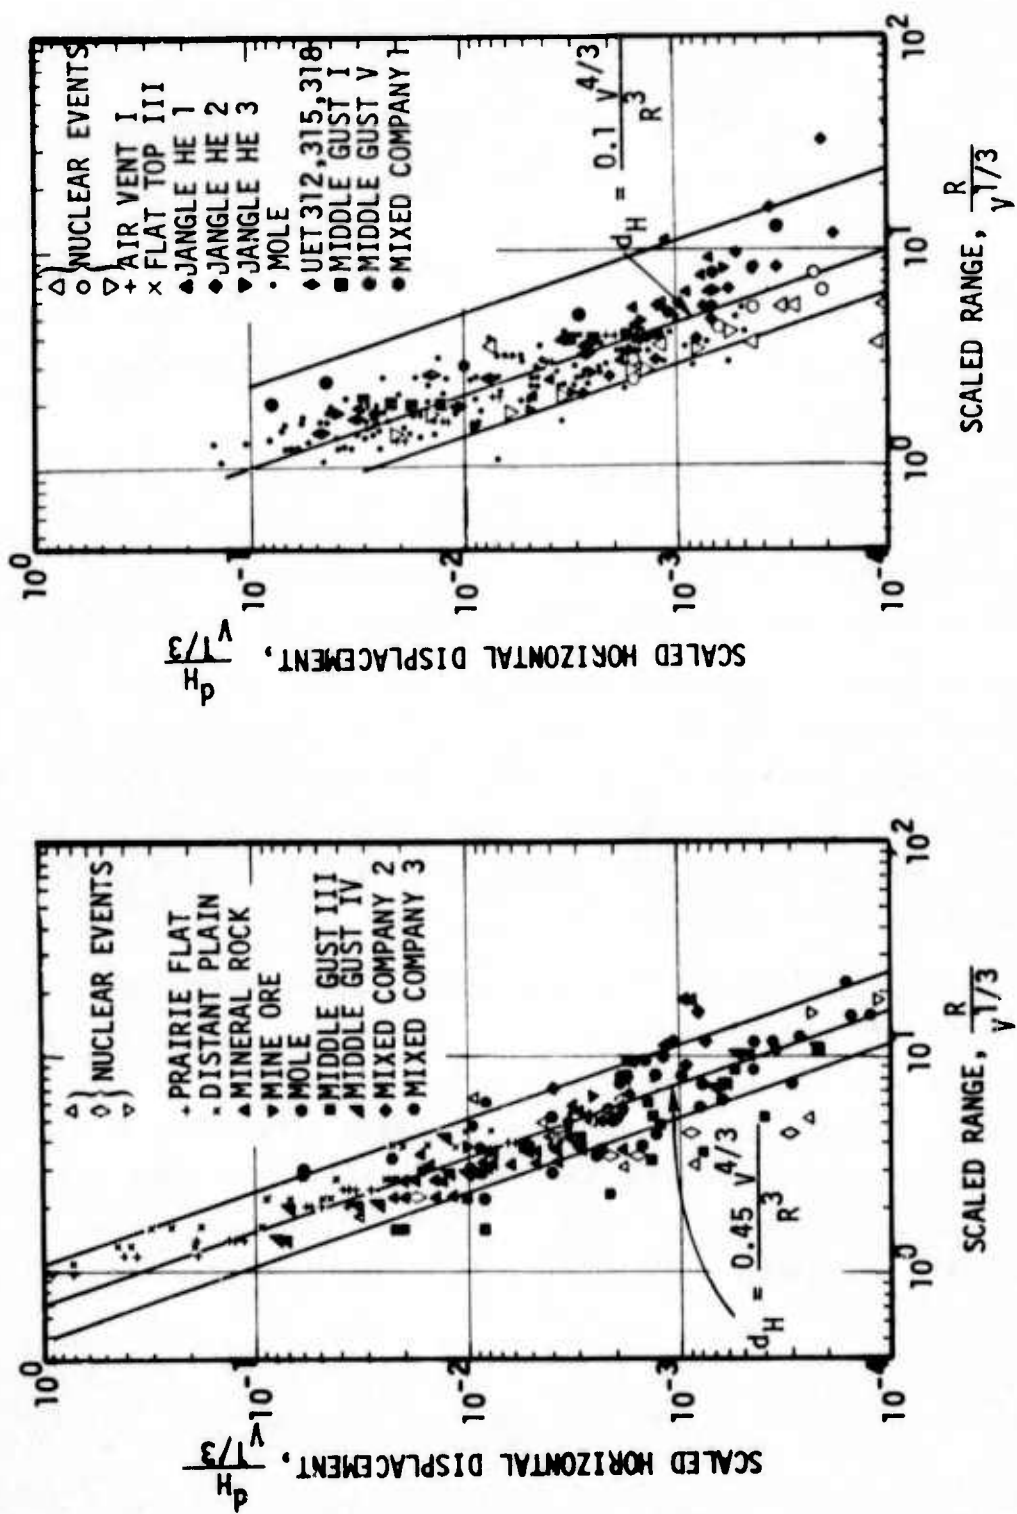 SCALED HORIZONTAL DISPLACEMENT, d_H / V^1/3
10^0
10^-1
10^-2
10^-3
10^-4
△
◇ } NUCLEAR EVENTS
▽
+ PRAIRIE FLAT
× DISTANT PLAIN
▲ MINERAL ROCK
▼ MINE ORE
● MOLE
■ MIDDLE GUST III
◢ MIDDLE GUST IV
◆ MIXED COMPANY 2
● MIXED COMPANY 3
d_H = 0.45 V^4/3 / R^3
10^0
10^1
10^2
SCALED RANGE, R / V^1/3
SCALED HORIZONTAL DISPLACEMENT, d_H / V^1/3
10^0
10^-1
10^-2
10^-3
10^-4
△
○ } NUCLEAR EVENTS
▽
+ AIR VENT I
× FLAT TOP III
▲ JANGLE HE 1
◆ JANGLE HE 2
▼ JANGLE HE 3
· MOLE
◆ UET 312,315,318
■ MIDDLE GUST I
● MIDDLE GUST V
● MIXED COMPANY 1
d_H = 0.1 V^4/3 / R^3
10^0
10^1
10^2
SCALED RANGE, R / V^1/3